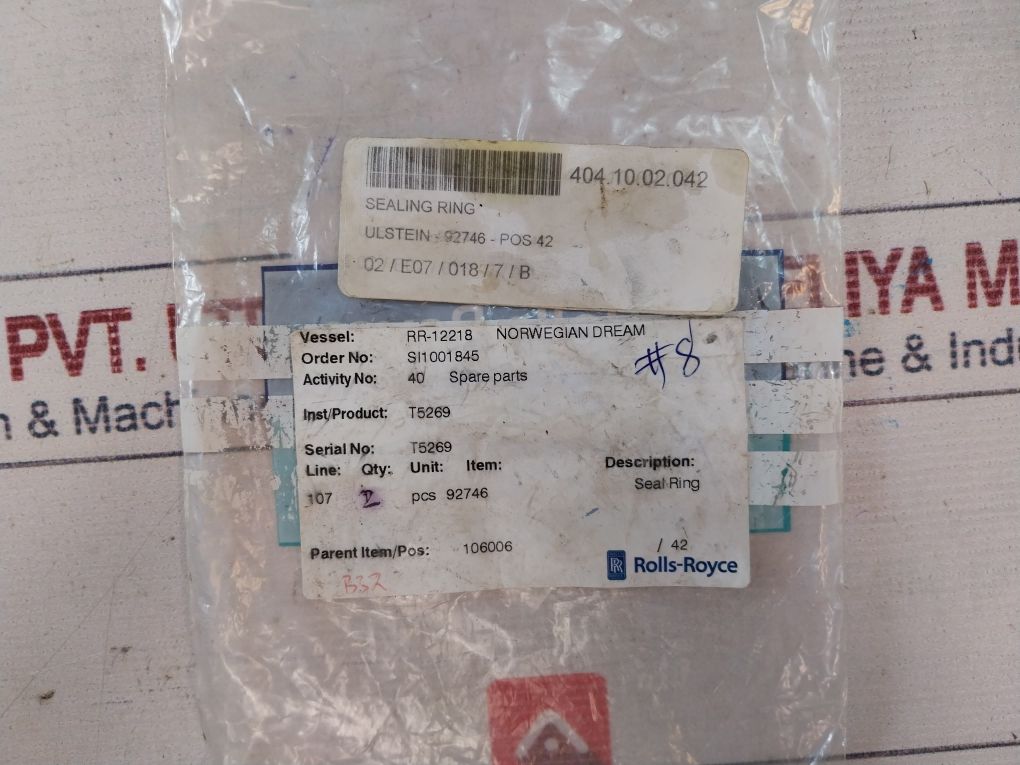 404.10.02.042
SEALING RING
ULSTEIN - 92746 - POS 42
02 / E07 / 018 / 7 / B
PVT.
IYA M
n & Mach
ne & Indu
Vessel: RR-12218 NORWEGIAN DREAM
Order No: SI1001845
#8
Activity No: 40 Spare parts
Inst/Product: T5269
Serial No: T5269
Line: Qty: Unit: Item: Description:
107 2 pcs 92746 Seal Ring
Parent Item/Pos: 106006 / 42
RR Rolls-Royce
B32